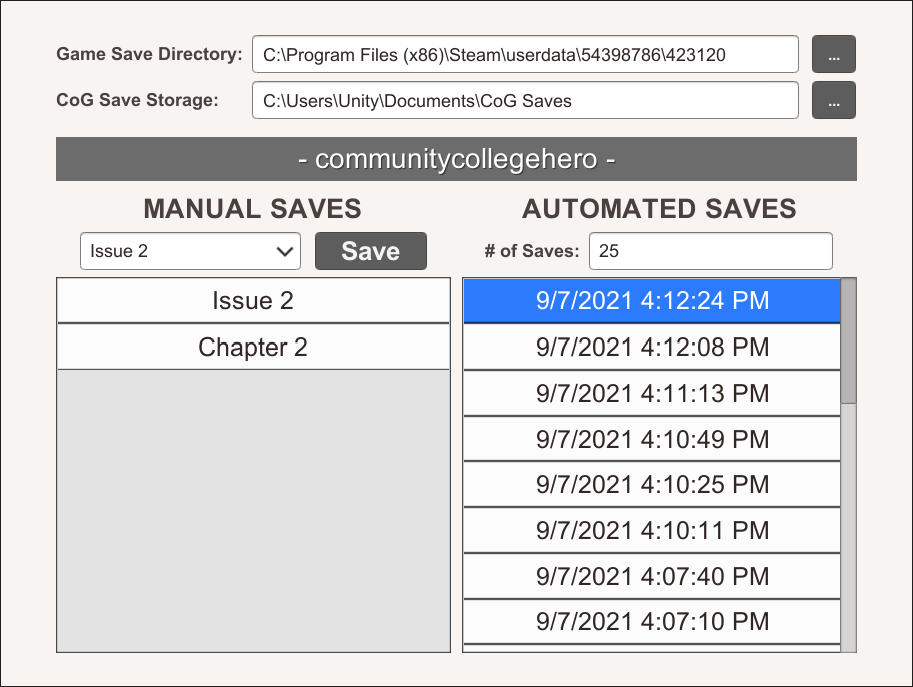 Game Save Directory: C:\Program Files (x86)\Steam\userdata\54398786\423120 ...
CoG Save Storage: C:\Users\Unity\Documents\CoG Saves ...
- communitycollegehero -
MANUAL SAVES
Issue 2 Save
Issue 2
Chapter 2
AUTOMATED SAVES
# of Saves: 25
9/7/2021 4:12:24 PM
9/7/2021 4:12:08 PM
9/7/2021 4:11:13 PM
9/7/2021 4:10:49 PM
9/7/2021 4:10:25 PM
9/7/2021 4:10:11 PM
9/7/2021 4:07:40 PM
9/7/2021 4:07:10 PM